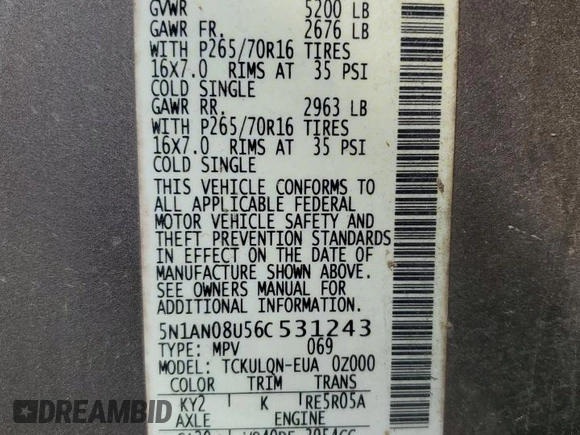 GVWR 5200 LB
GAWR FR. 2676 LB
WITH P265/70R16 TIRES
16X7.0 RIMS AT 35 PSI
COLD SINGLE
GAWR RR. 2963 LB
WITH P265/70R16 TIRES
16X7.0 RIMS AT 35 PSI
COLD SINGLE
THIS VEHICLE CONFORMS TO
ALL APPLICABLE FEDERAL
MOTOR VEHICLE SAFETY AND
THEFT PREVENTION STANDARDS
IN EFFECT ON THE DATE OF
MANUFACTURE SHOWN ABOVE.
SEE OWNERS MANUAL FOR
ADDITIONAL INFORMATION.
5N1AN08U56C531243
TYPE: MPV 069
MODEL: TCKULQN-EUA 0Z000
COLOR TRIM TRANS
KY2 K RE5R05A
AXLE ENGINE
DREAMBID
dreambid.com